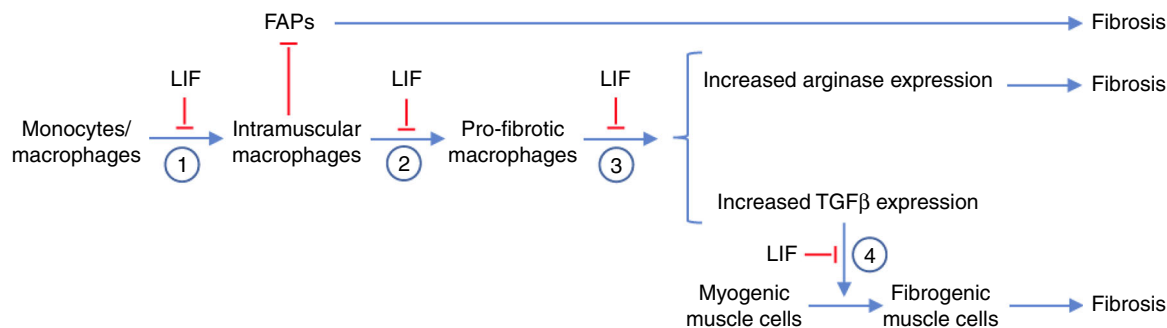 FAPs
Fibrosis
LIF
LIF
LIF
Increased arginase expression
Fibrosis
Monocytes/
macrophages
Intramuscular
macrophages
Pro-fibrotic
macrophages
1
2
3
Increased TGFβ expression
LIF
4
Myogenic
muscle cells
Fibrogenic
muscle cells
Fibrosis